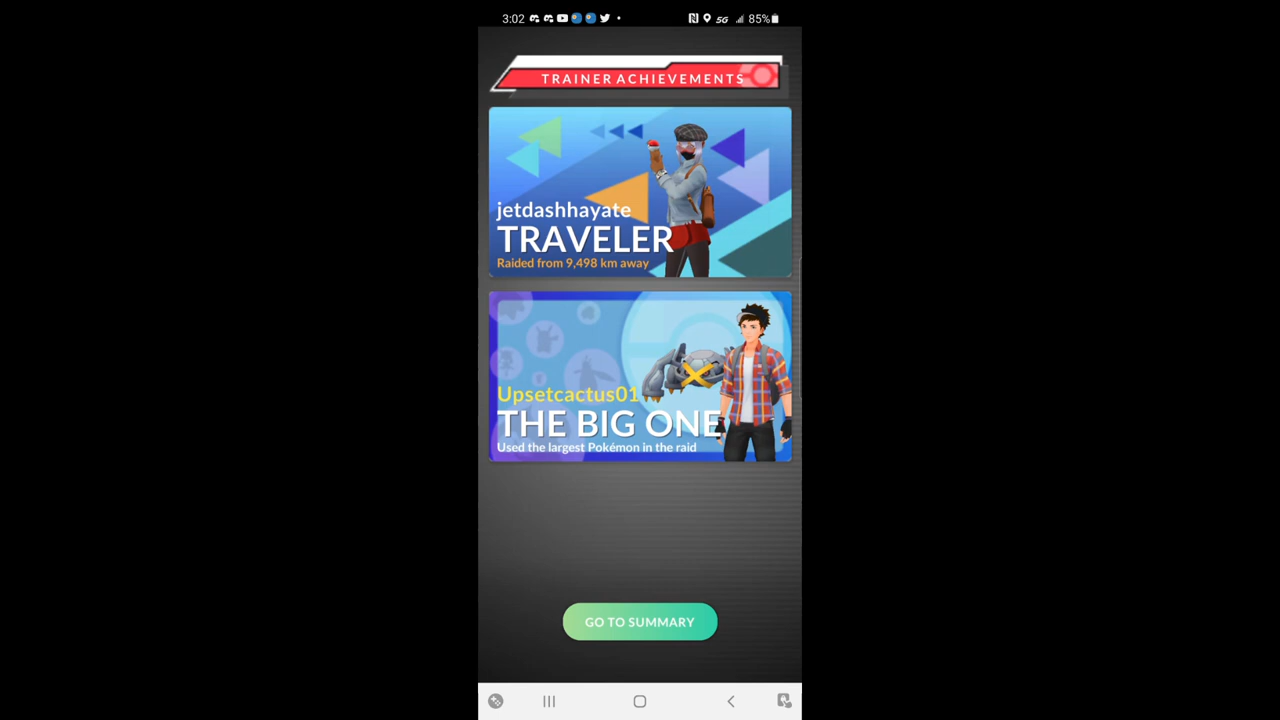 3:02
5G
85%
TRAINER ACHIEVEMENTS
jetdashhayate
TRAVELER
Raided from 9,498 km away
Upsetcactus01
THE BIG ONE
Used the largest Pokémon in the raid
GO TO SUMMARY